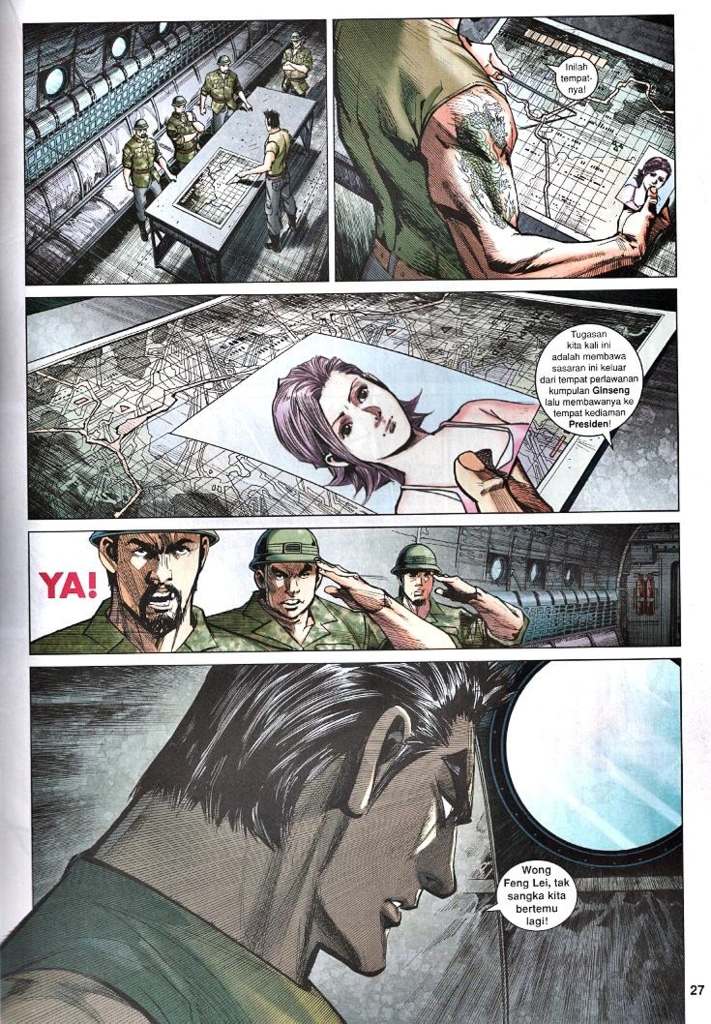 Inilah
tempat-
nya!
Tugasan
kita kali ini
adalah membawa
sasaran ini keluar
dari tempat perlawanan
kumpulan Ginseng
lalu membawanya ke
tempat kediaman
Presiden!
YA!
Wong
Feng Lei, tak
sangka kita
bertemu
lagi!
27